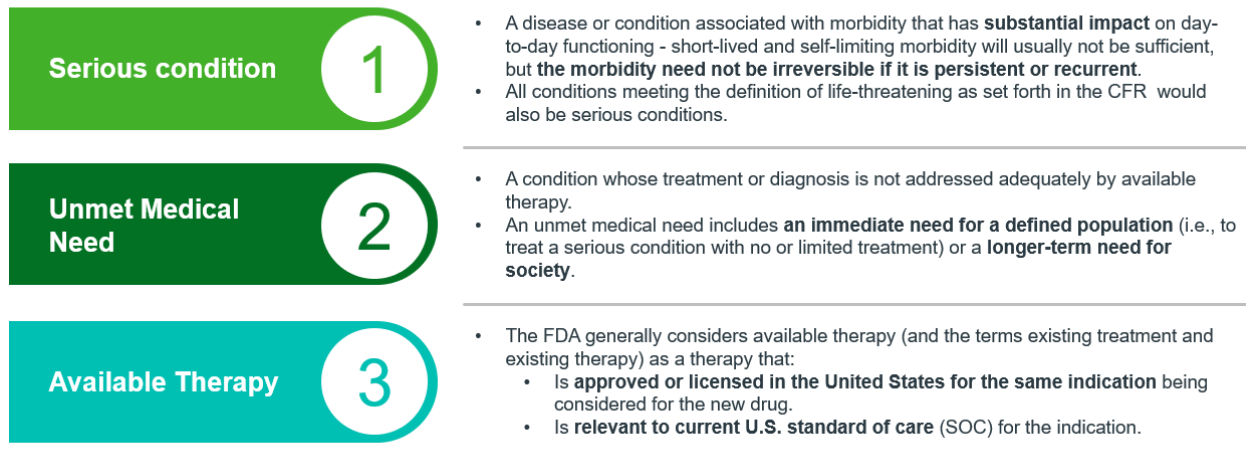 Serious condition
1
• A disease or condition associated with morbidity that has substantial impact on day-
to-day functioning - short-lived and self-limiting morbidity will usually not be sufficient,
but the morbidity need not be irreversible if it is persistent or recurrent.
• All conditions meeting the definition of life-threatening as set forth in the CFR would
also be serious conditions.
Unmet Medical
Need
2
• A condition whose treatment or diagnosis is not addressed adequately by available
therapy.
• An unmet medical need includes an immediate need for a defined population (i.e., to
treat a serious condition with no or limited treatment) or a longer-term need for
society.
Available Therapy
3
• The FDA generally considers available therapy (and the terms existing treatment and
existing therapy) as a therapy that:
• Is approved or licensed in the United States for the same indication being
considered for the new drug.
• Is relevant to current U.S. standard of care (SOC) for the indication.